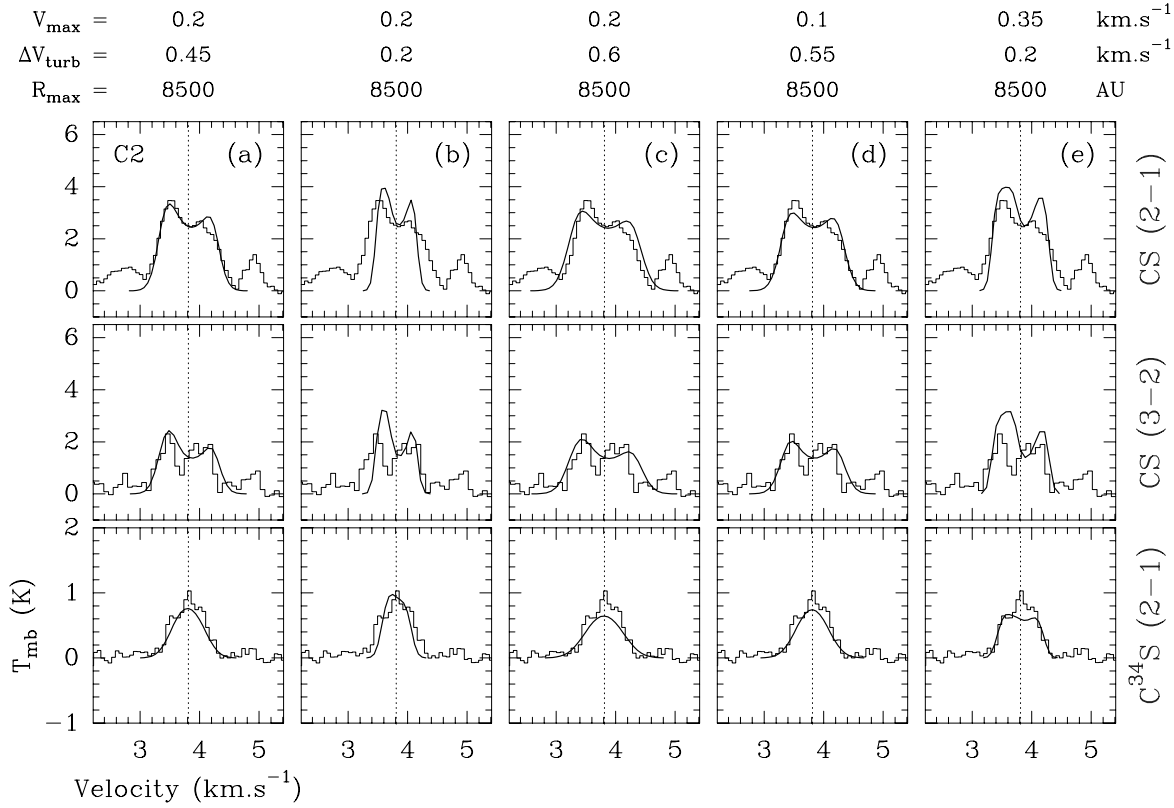 V_max = 0.2 0.2 0.2 0.1 0.35 km.s^−1
ΔV_turb = 0.45 0.2 0.6 0.55 0.2 km.s^−1
R_max = 8500 8500 8500 8500 8500 AU
C2 (a) (b) (c) (d) (e)
6
4
2
0
CS (2−1)
6
4
2
0
CS (3−2)
2
1
0
−1
T_mb (K)
C^34S (2−1)
3 4 5 3 4 5 3 4 5 3 4 5 3 4 5
Velocity (km.s^−1)